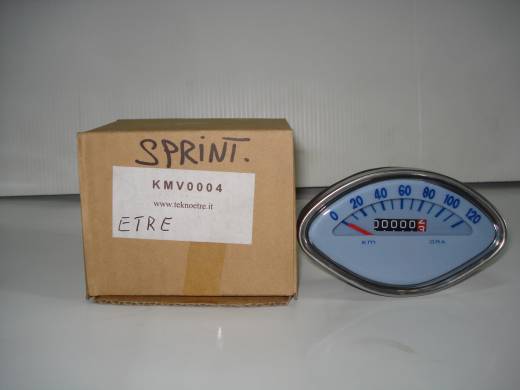 SPRINT.
KMV0004
www.teknoetre.it
ETRE
0 20 40 60 80 100 120
00000
KM ORA